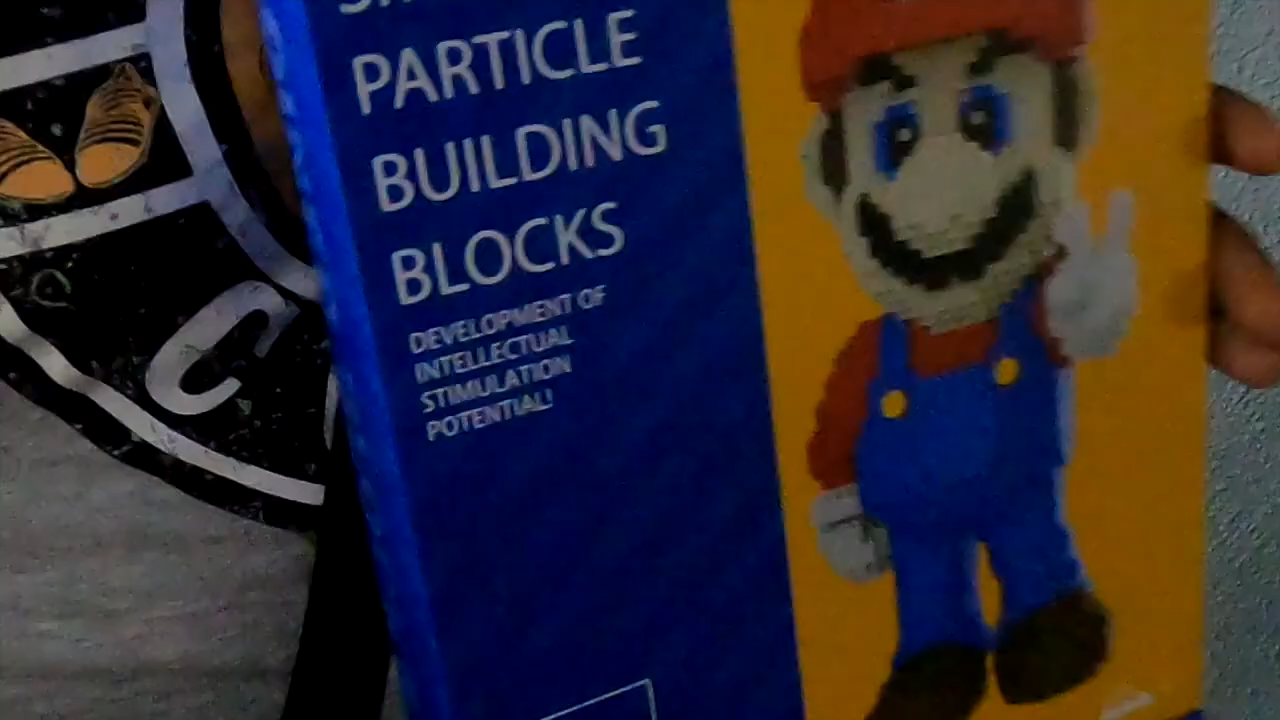 PARTICLE
BUILDING
BLOCKS
DEVELOPMENT OF
INTELLECTUAL
STIMULATION
POTENTIAL!
C